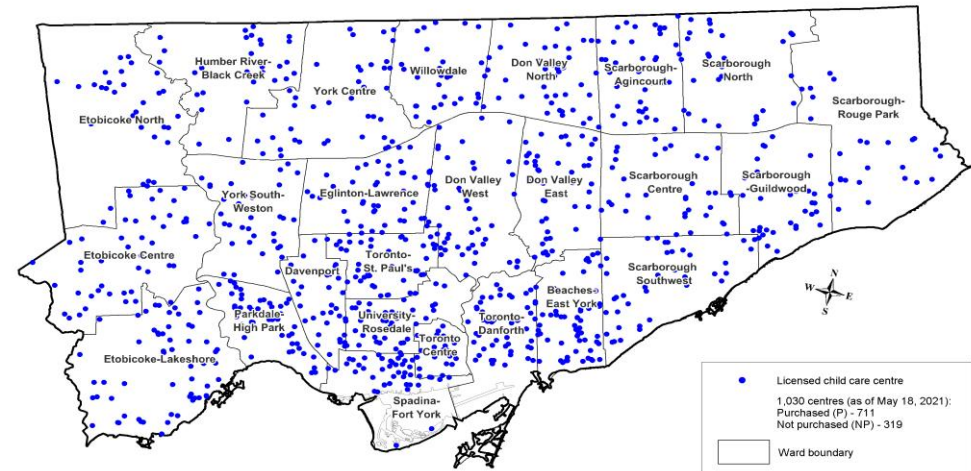 Humber River-
Black Creek
Willowdale
Don Valley
North
Scarborough-
Agincourt
Scarborough
North
York Centre
Etobicoke North
Scarborough-
Rouge Park
York South-
Weston
Eglinton-Lawrence
Don Valley
West
Don Valley
East
Scarborough
Centre
Scarborough
-Guildwood
Etobicoke Centre
Davenport
Toronto-
St. Paul's
Scarborough
Southwest
Beaches-
East York
Parkdale-
High Park
University-
Rosedale
Toronto
Centre
Toronto-
Danforth
Etobicoke-Lakeshore
Spadina-
Fort York
N
W
E
S
Licensed child care centre
1,030 centres (as of May 18, 2021):
Purchased (P) - 711
Not purchased (NP) - 319
Ward boundary